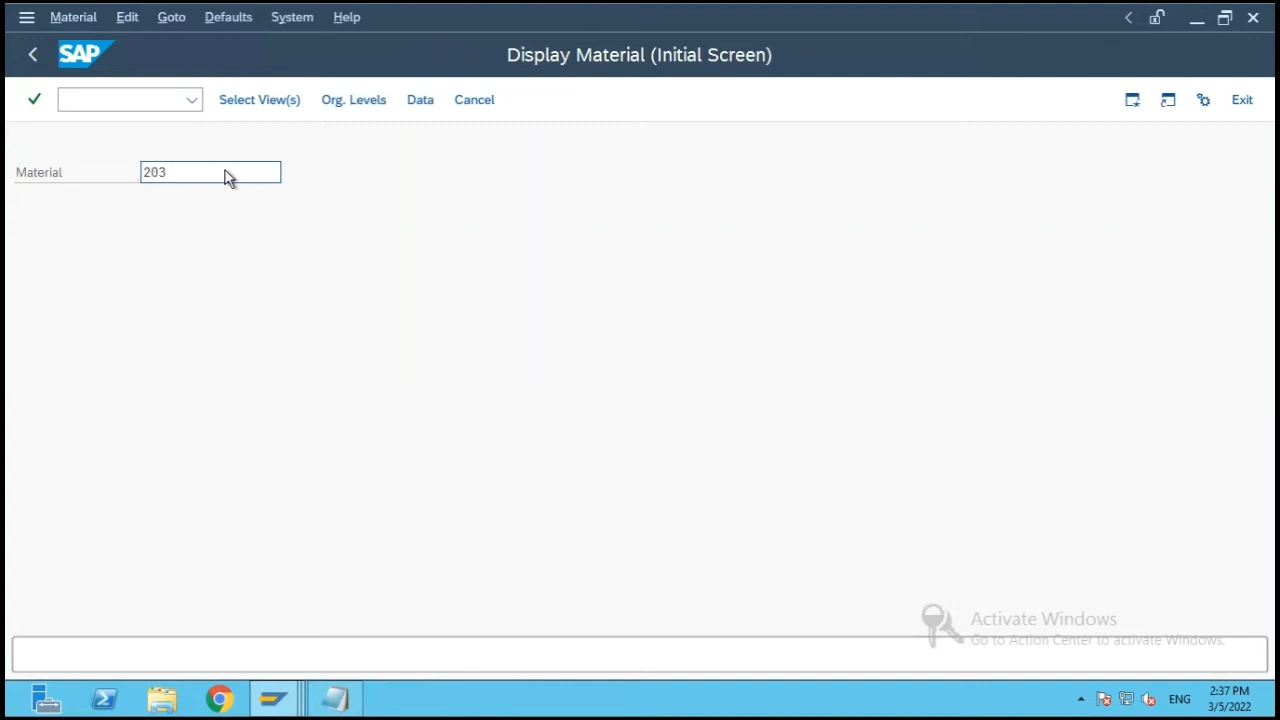 Material Edit Goto Defaults System Help
SAP Display Material (Initial Screen)
Select View(s) Org. Levels Data Cancel Exit
Material 203
Activate Windows
Go to Action Center to activate Windows.
ENG 2:37 PM
3/5/2022